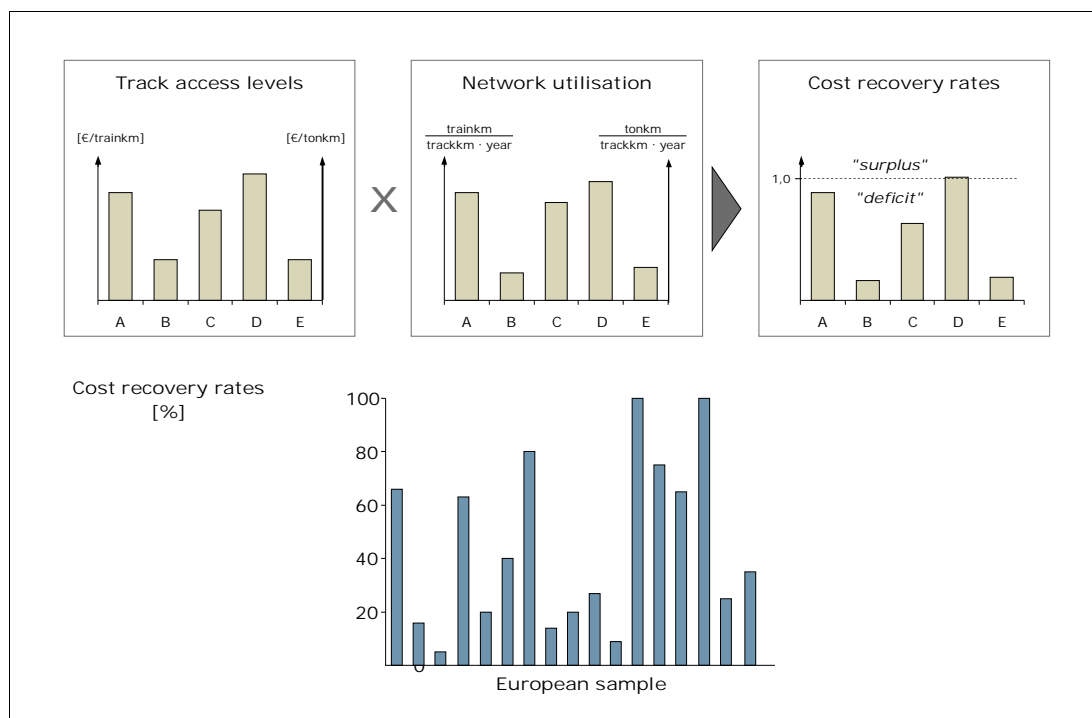 Track access levels
[€/trainkm]
[€/tonkm]
A B C D E
X
Network utilisation
trainkm
trackkm · year
tonkm
trackkm · year
A B C D E
Cost recovery rates
"surplus"
1,0
"deficit"
A B C D E
Cost recovery rates
[%]
100
80
60
40
20
0
European sample